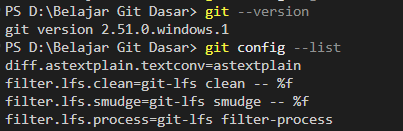 PS D:\Belajar Git Dasar> git --version
git version 2.51.0.windows.1
PS D:\Belajar Git Dasar> git config --list
diff.astextplain.textconv=astextplain
filter.lfs.clean=git-lfs clean -- %f
filter.lfs.smudge=git-lfs smudge -- %f
filter.lfs.process=git-lfs filter-process